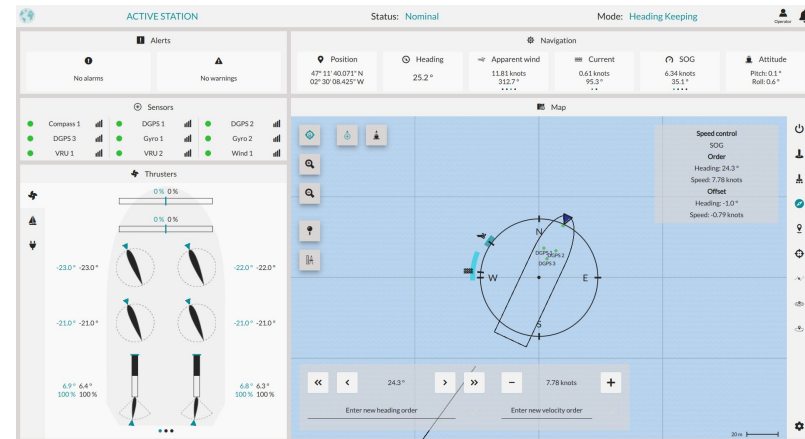 ACTIVE STATION
Status: Nominal
Mode: Heading Keeping
Operator
Alerts
No alarms
No warnings
Navigation
Position
47° 11' 40.071" N
02° 30' 08.425" W
Heading
25.2 °
Apparent wind
11.81 knots
312.7 °
Current
0.61 knots
95.3 °
SOG
6.34 knots
35.1 °
Attitude
Pitch: 0.1 °
Roll: 0.6 °
Sensors
Compass 1
DGPS 1
DGPS 2
DGPS 3
Gyro 1
Gyro 2
VRU 1
VRU 2
Wind 1
Thrusters
0 % 0 %
0 % 0 %
-23.0 ° -23.0 °
-22.0 ° -22.0 °
-21.0 ° -21.0 °
-21.0 ° -21.0 °
6.9 ° 6.4 °
100 % 100 %
6.8 ° 6.3 °
100 % 100 %
Map
Speed control
SOG
Order
Heading: 24.3 °
Speed: 7.78 knots
Offset
Heading: -1.0 °
Speed: -0.79 knots
N
DGPS 2
DGPS 3
W
E
S
24.3 °
7.78 knots
Enter new heading order
Enter new velocity order
20 m